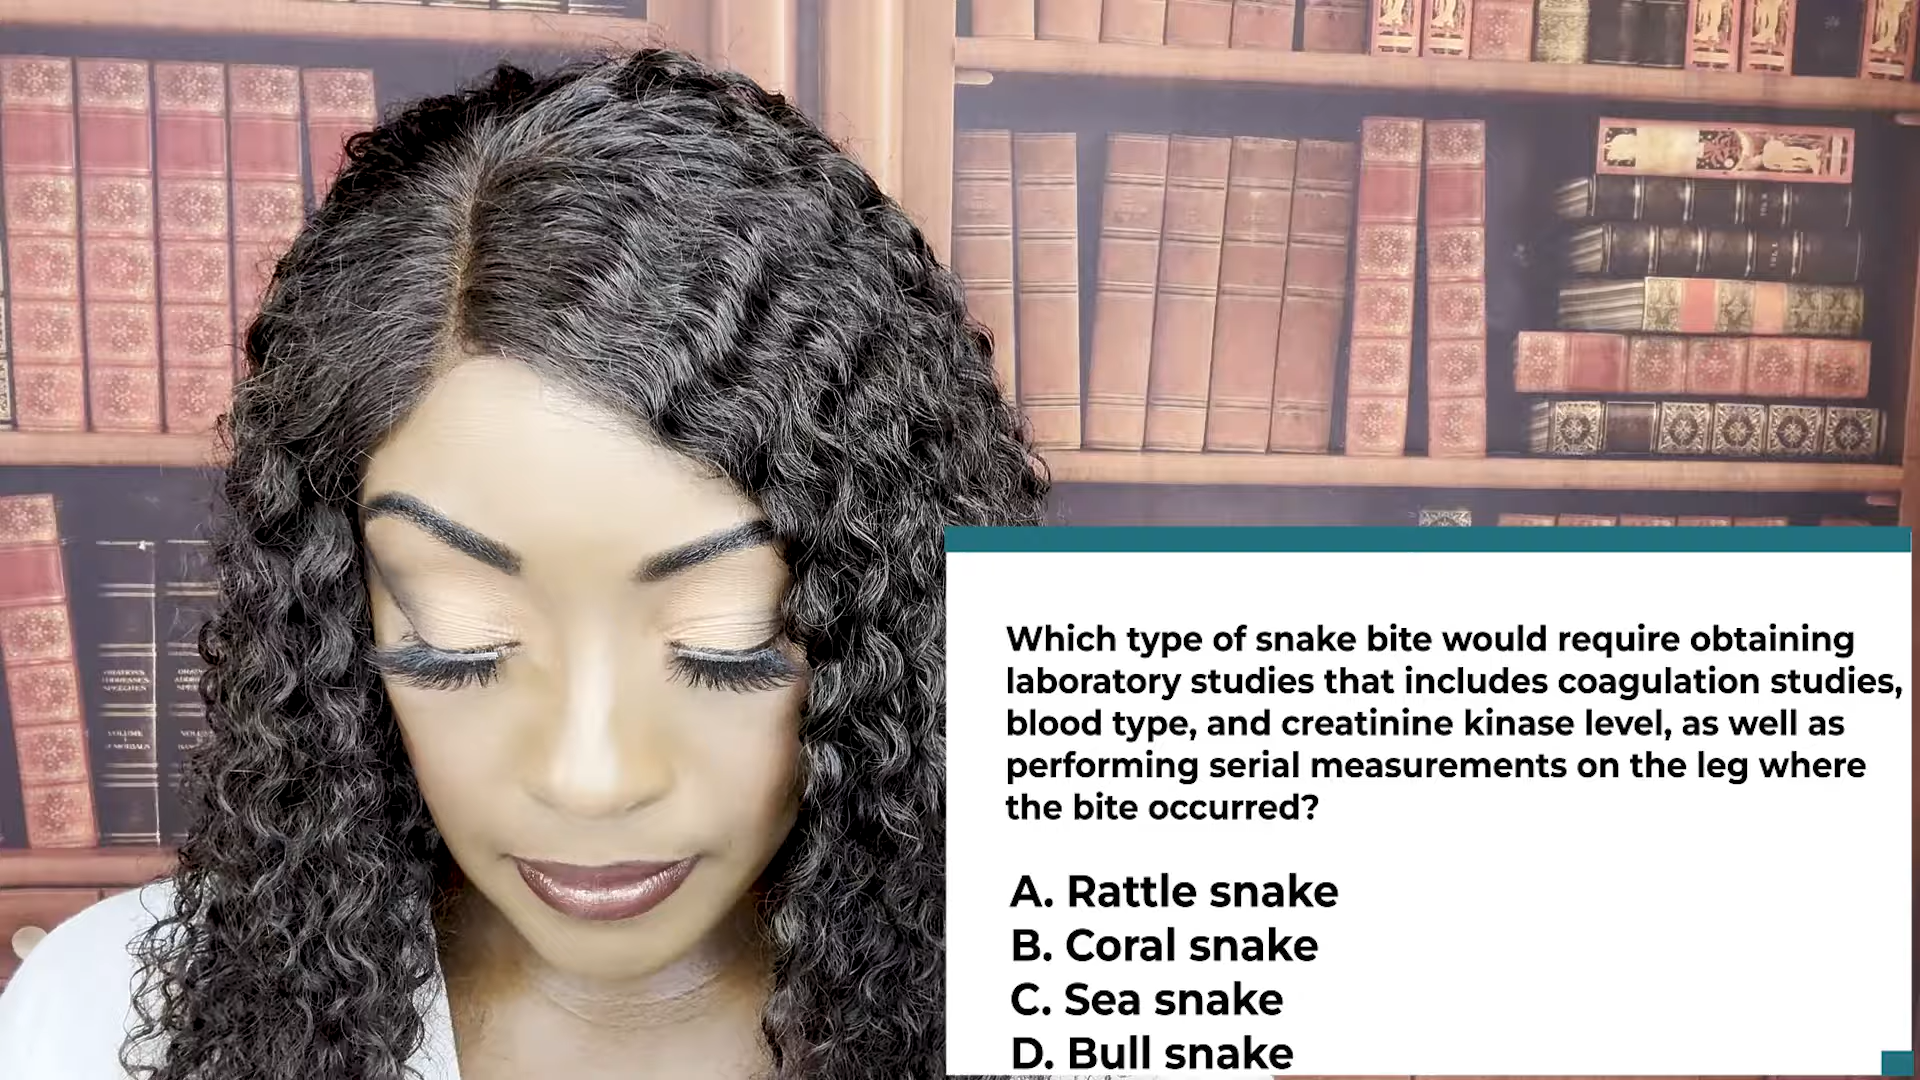 Which type of snake bite would require obtaining
laboratory studies that includes coagulation studies,
blood type, and creatinine kinase level, as well as
performing serial measurements on the leg where
the bite occurred?
A. Rattle snake
B. Coral snake
C. Sea snake
D. Bull snake